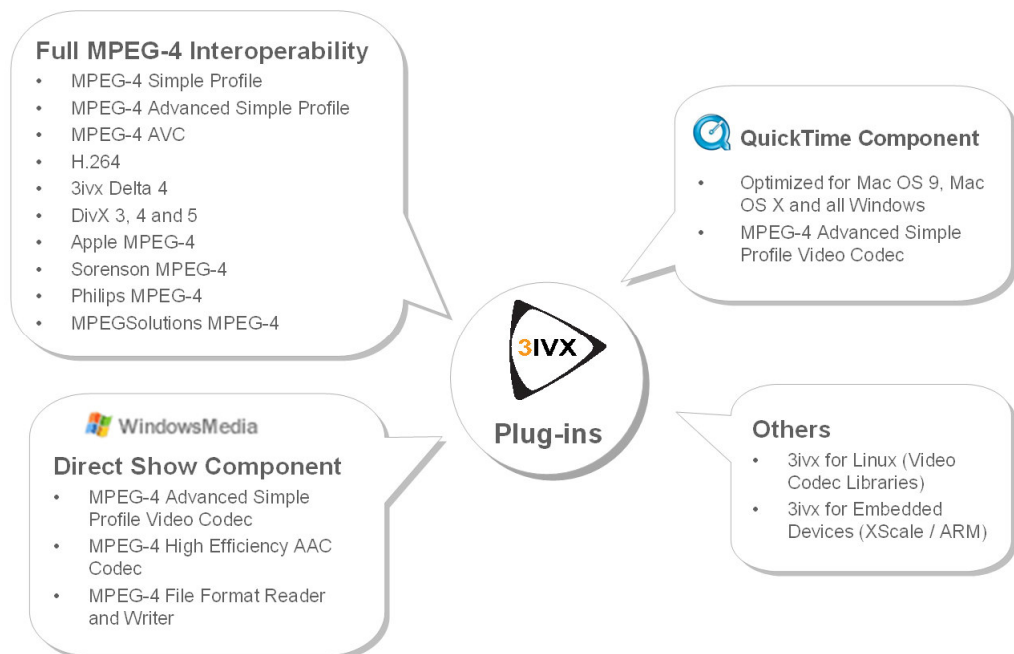 Full MPEG-4 Interoperability
• MPEG-4 Simple Profile
• MPEG-4 Advanced Simple Profile
• MPEG-4 AVC
• H.264
• 3ivx Delta 4
• DivX 3, 4 and 5
• Apple MPEG-4
• Sorenson MPEG-4
• Philips MPEG-4
• MPEGSolutions MPEG-4
QuickTime Component
• Optimized for Mac OS 9, Mac
OS X and all Windows
• MPEG-4 Advanced Simple
Profile Video Codec
3IVX
Plug-ins
WindowsMedia
Direct Show Component
• MPEG-4 Advanced Simple
Profile Video Codec
• MPEG-4 High Efficiency AAC
Codec
• MPEG-4 File Format Reader
and Writer
Others
• 3ivx for Linux (Video
Codec Libraries)
• 3ivx for Embedded
Devices (XScale / ARM)